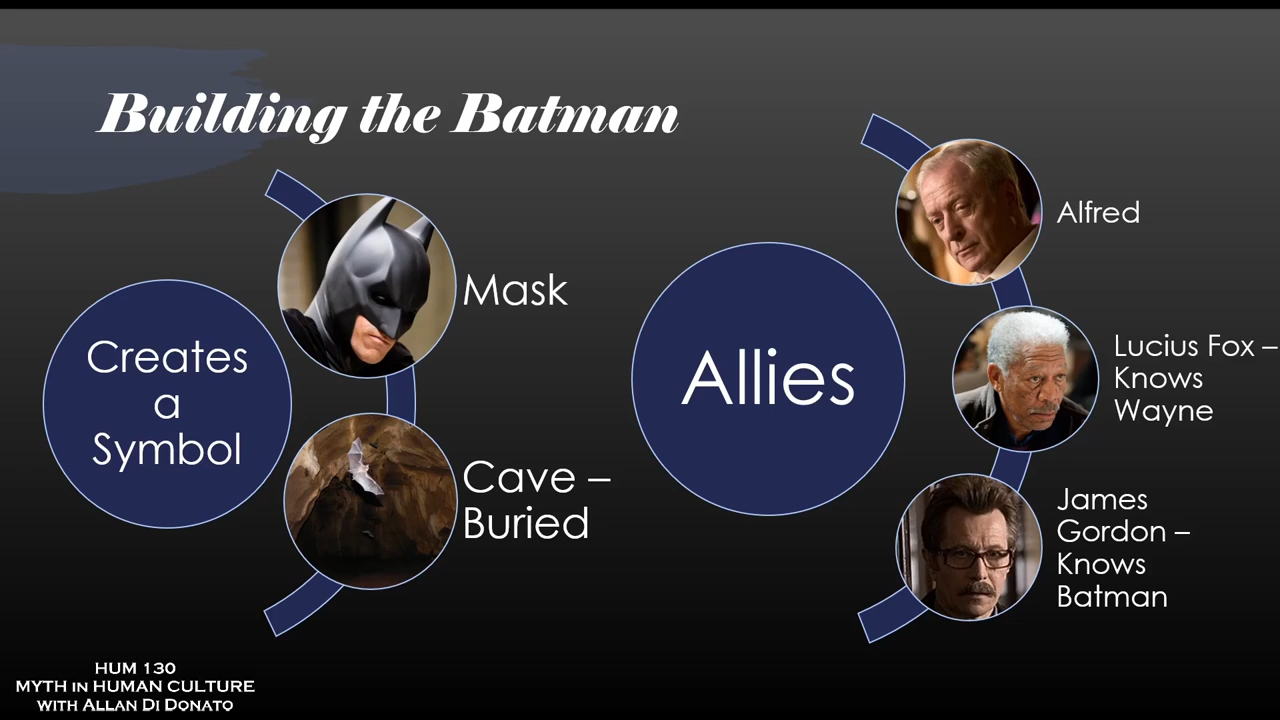 Building the Batman
Creates
a
Symbol
Mask
Cave –
Buried
Allies
Alfred
Lucius Fox –
Knows
Wayne
James
Gordon –
Knows
Batman
HUM 130
MYTH IN HUMAN CULTURE
WITH ALLAN DI DONATO